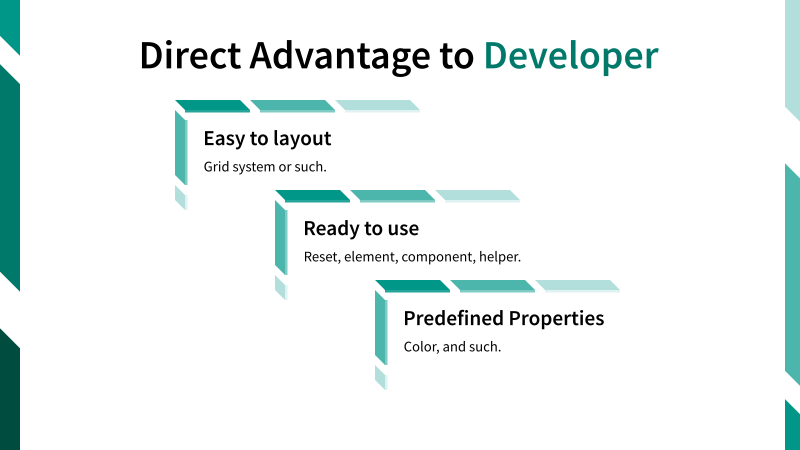 Direct Advantage to Developer
Easy to layout
Grid system or such.
Ready to use
Reset, element, component, helper.
Predefined Properties
Color, and such.